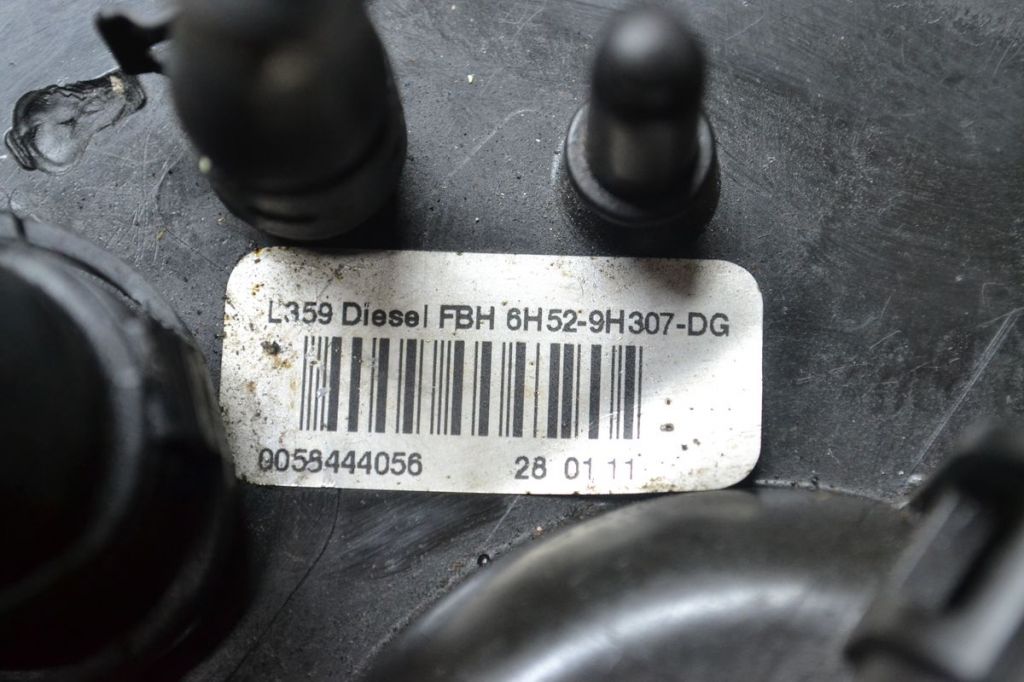 L359 Diesel FBH 6H52-9H307-DG
0058444056 28 01 11